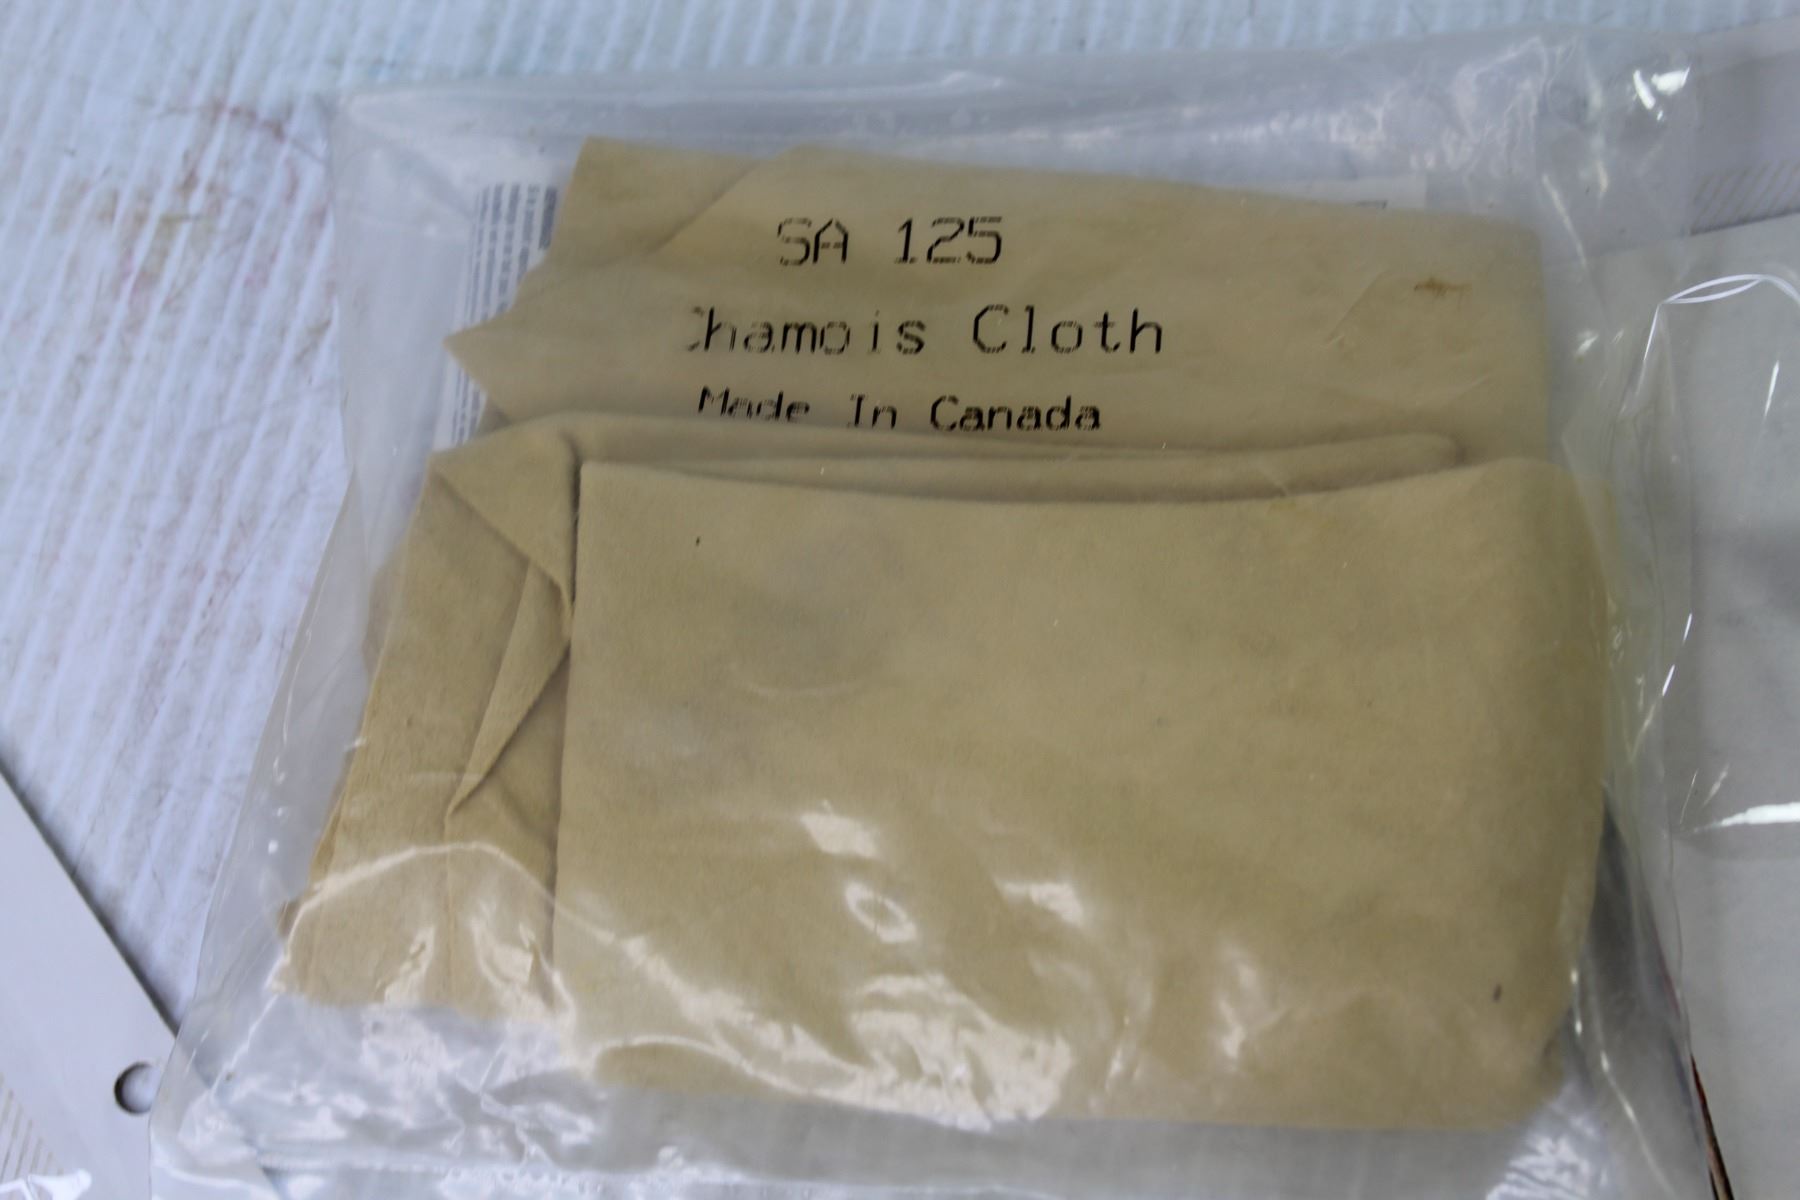 SA 125
Chamois Cloth
Made In Canada